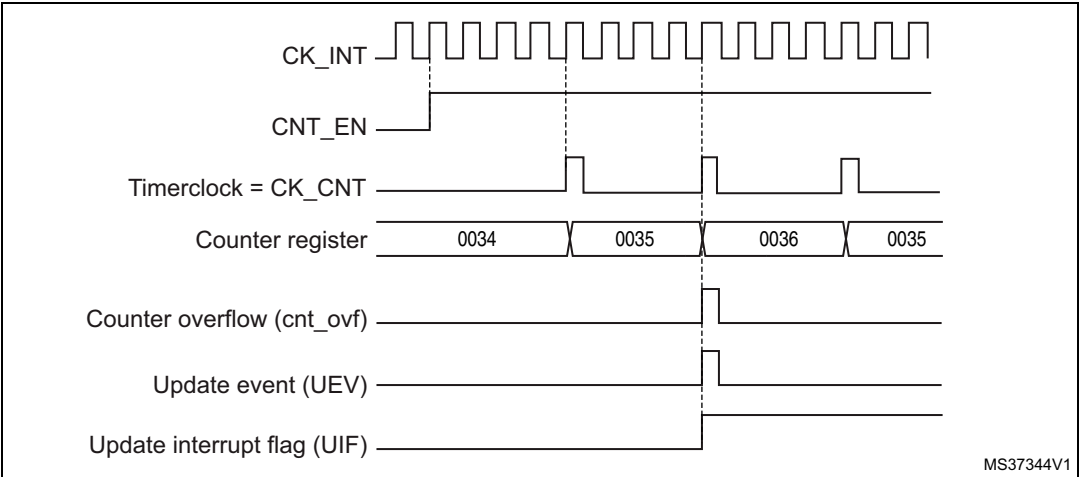 CK_INT
CNT_EN
Timerclock = CK_CNT
Counter register 0034 0035 0036 0035
Counter overflow (cnt_ovf)
Update event (UEV)
Update interrupt flag (UIF)
MS37344V1